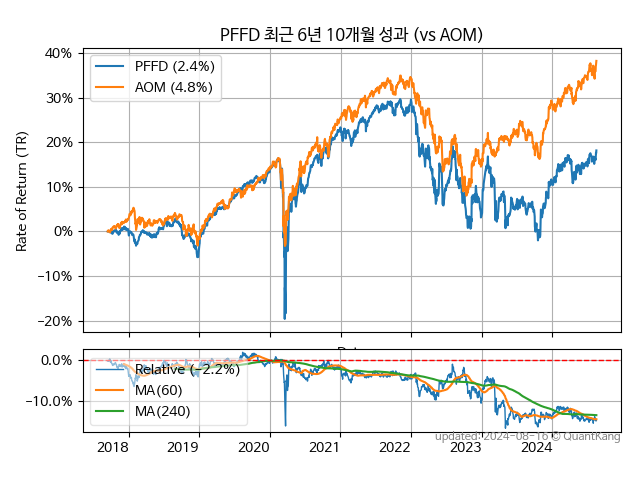 PFFD 최근 6년 10개월 성과 (vs AOM)
40%
30%
20%
10%
0%
−10%
−20%
Rate of Return (TR)
PFFD (2.4%)
AOM (4.8%)
0.0%
−10.0%
Relative (−2.2%)
MA(60)
MA(240)
2018
2019
2020
2021
2022
2023
2024
updated: 2024-08-16 © QuantKang